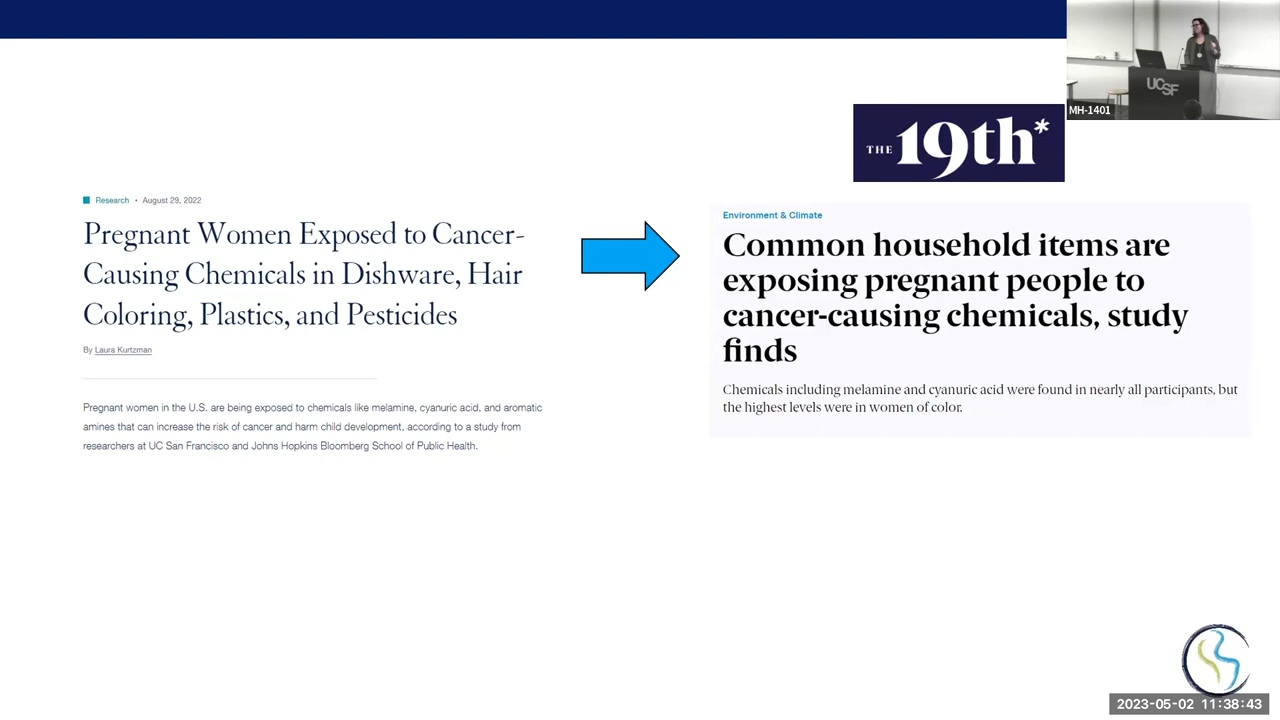 UCSF
MH-1401
THE 19th*
Research • August 29, 2022
Pregnant Women Exposed to Cancer-
Causing Chemicals in Dishware, Hair
Coloring, Plastics, and Pesticides
By Laura Kurtzman
Pregnant women in the U.S. are being exposed to chemicals like melamine, cyanuric acid, and aromatic
amines that can increase the risk of cancer and harm child development, according to a study from
researchers at UC San Francisco and Johns Hopkins Bloomberg School of Public Health.
Environment & Climate
Common household items are
exposing pregnant people to
cancer-causing chemicals, study
finds
Chemicals including melamine and cyanuric acid were found in nearly all participants, but
the highest levels were in women of color.
2023-05-02 11:38:43